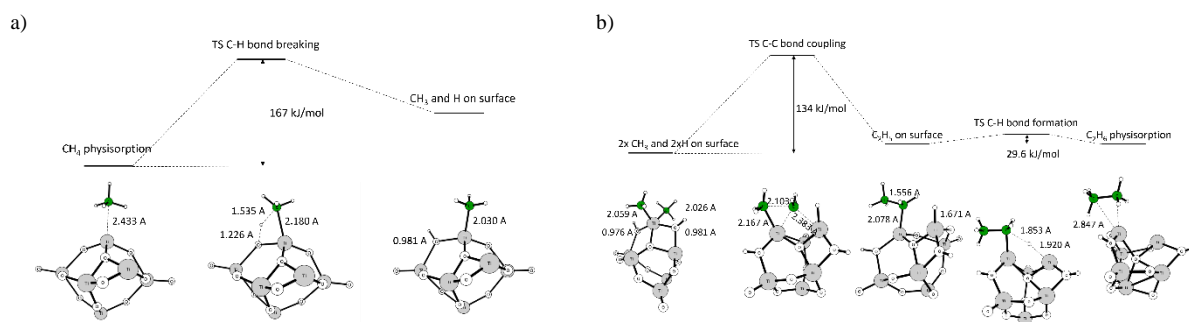 a)
TS C-H bond breaking
167 kJ/mol
CH₃ and H on surface
CH₄ physisorption
2.433 A
1.535 A
1.226 A
2.180 A
2.030 A
0.981 A
b)
TS C-C bond coupling
134 kJ/mol
2x CH₃ and 2xH on surface
C₂H₅ on surface
TS C-H bond formation
29.6 kJ/mol
C₂H₆ physisorption
2.059 A
0.976 A
2.026 A
0.981 A
2.167 A
1.556 A
2.078 A
1.671 A
1.853 A
1.920 A
2.847 A